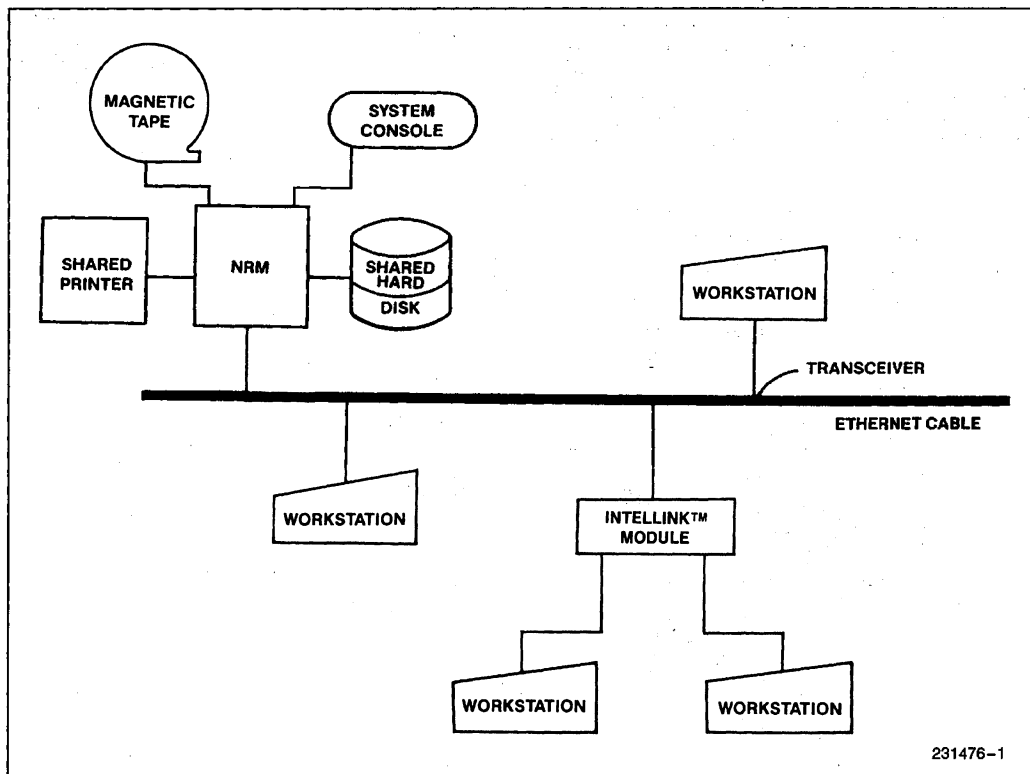 MAGNETIC
TAPE
SYSTEM
CONSOLE
SHARED
PRINTER
NRM
SHARED
HARD
DISK
WORKSTATION
TRANSCEIVER
ETHERNET CABLE
WORKSTATION
INTELLINK™
MODULE
WORKSTATION
WORKSTATION
231476-1